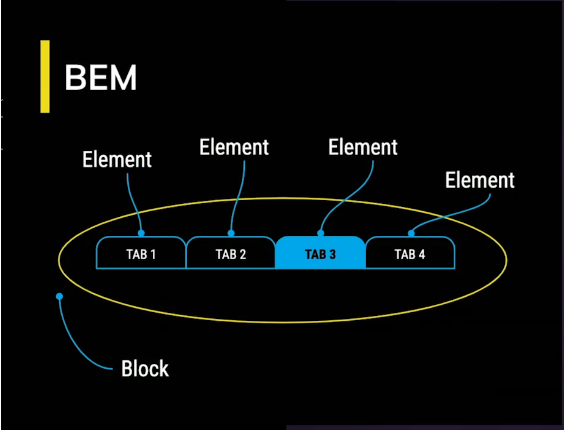 BEM
Element
Element
Element
Element
TAB 1
TAB 2
TAB 3
TAB 4
Block